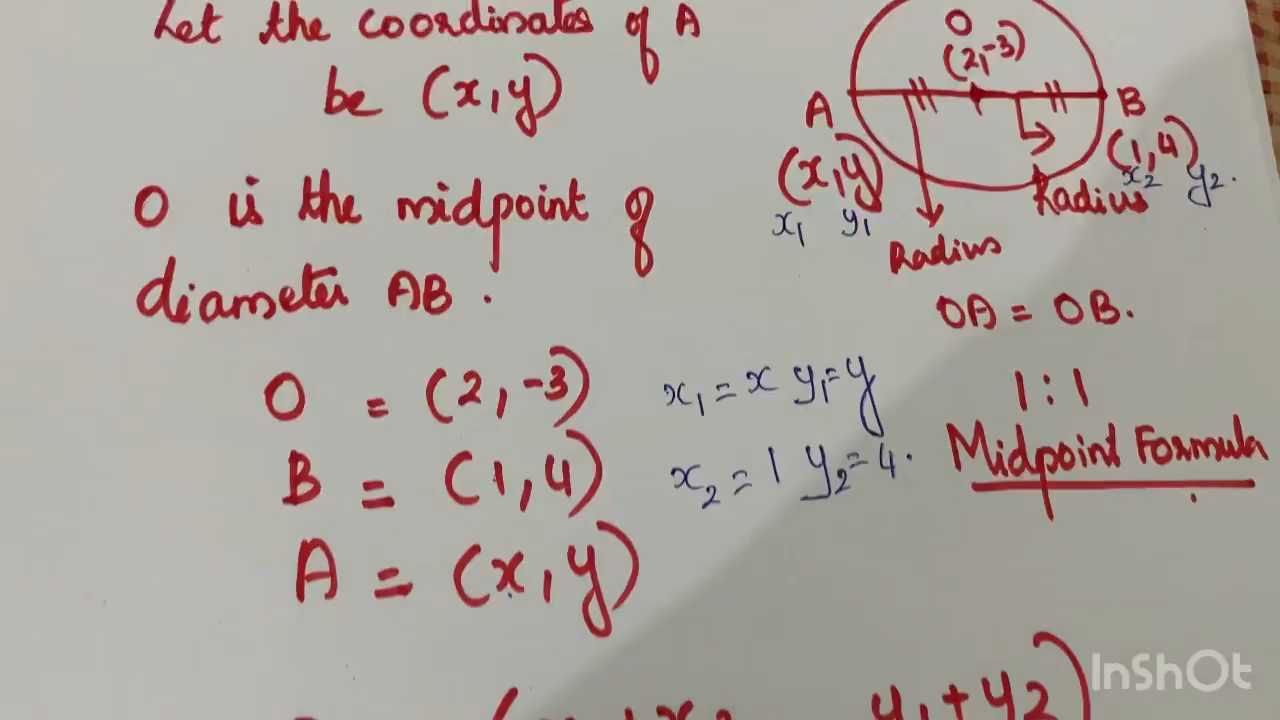 Let the coordinates of A
be (x,y)
O is the midpoint of
diameter AB.
O = (2,-3)
B = (1,4)
A = (x,y)
x₁ = x y₁ = y
x₂ = 1 y₂ = 4.
O
(2,-3)
A
B
(x,y)
(1,4)
x₁ y₁
x₂ y₂.
Radius
Radius
OA = OB.
1:1
Midpoint Formula
y₁ + y2)
InShOt